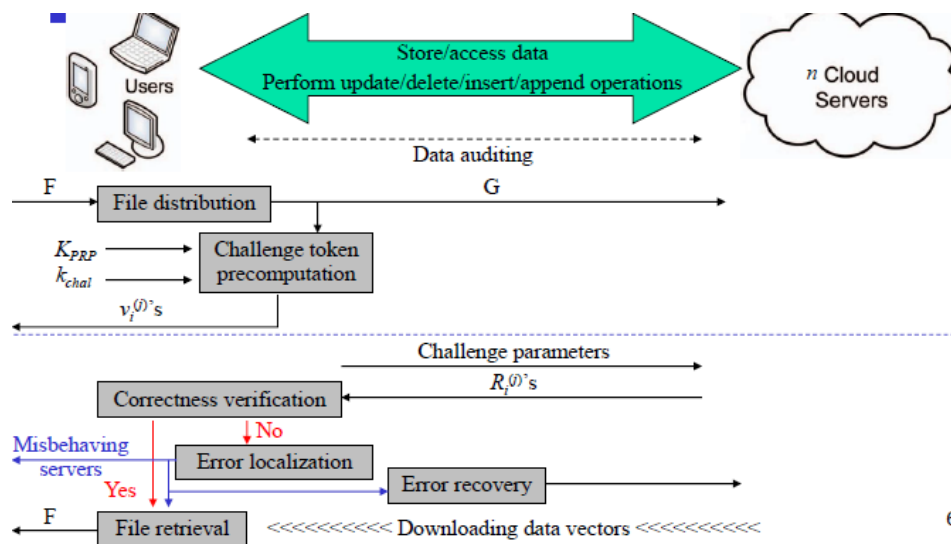 Store/access data
Users
Perform update/delete/insert/append operations
n Cloud
Servers
Data auditing
F
G
File distribution
K_PRP
Challenge token
precomputation
k_chal
v_i^(j)'s
Challenge parameters
R_i^(j)'s
Correctness verification
No
Misbehaving
servers
Error localization
Yes
Error recovery
F
File retrieval
<<<<<<<<<< Downloading data vectors <<<<<<<<<<